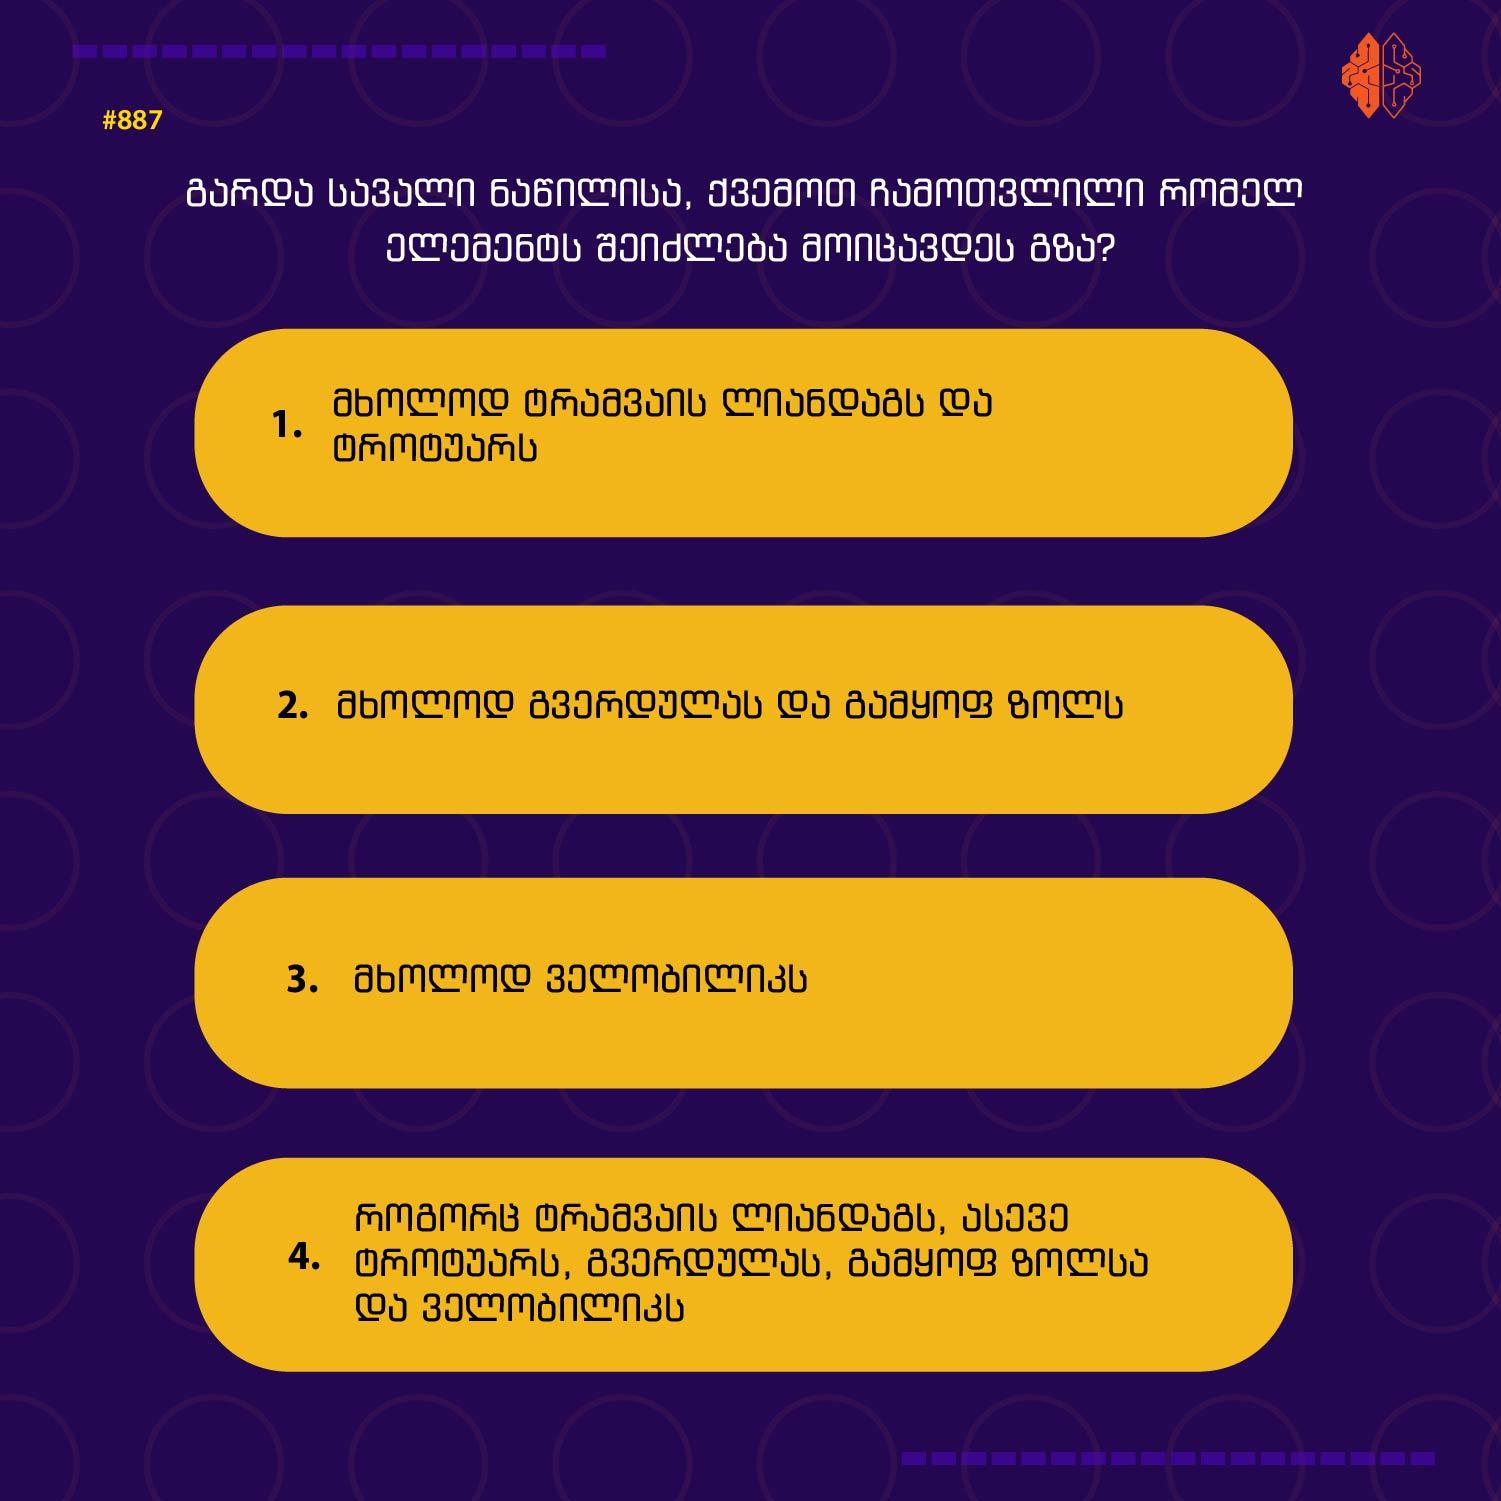 #887
გარდა სავალი ნაწილისა, ქვემოთ ჩამოთვლილი რომელ
ელემენტს შეიძლება მოიცავდეს გზა?
1. მხოლოდ ტრამვაის ლიანდაგს და
ტროტუარს
2. მხოლოდ გვერდულას და გამყოფ ზოლს
3. მხოლოდ ველობილიკს
4. როგორც ტრამვაის ლიანდაგს, ასევე
ტროტუარს, გვერდულას, გამყოფ ზოლსა
და ველობილიკს